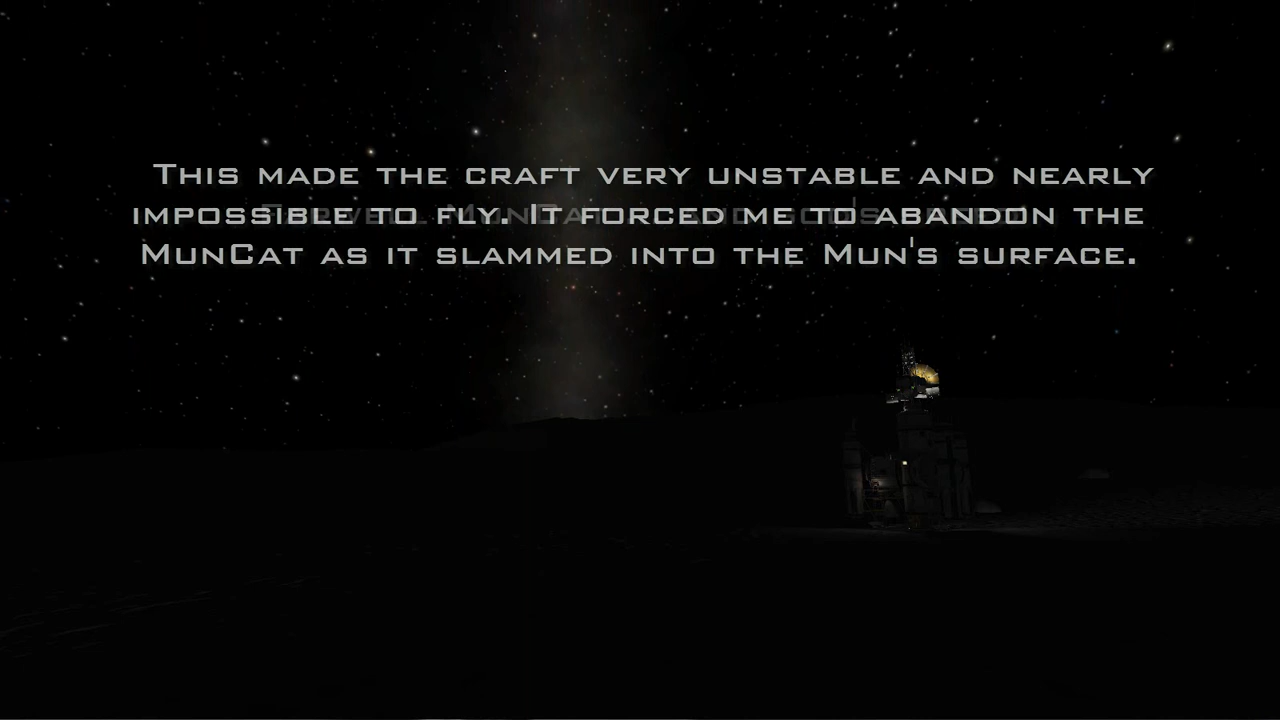 This made the craft very unstable and nearly
impossible to fly. It forced me to abandon the
MunCat as it slammed into the Mun's surface.